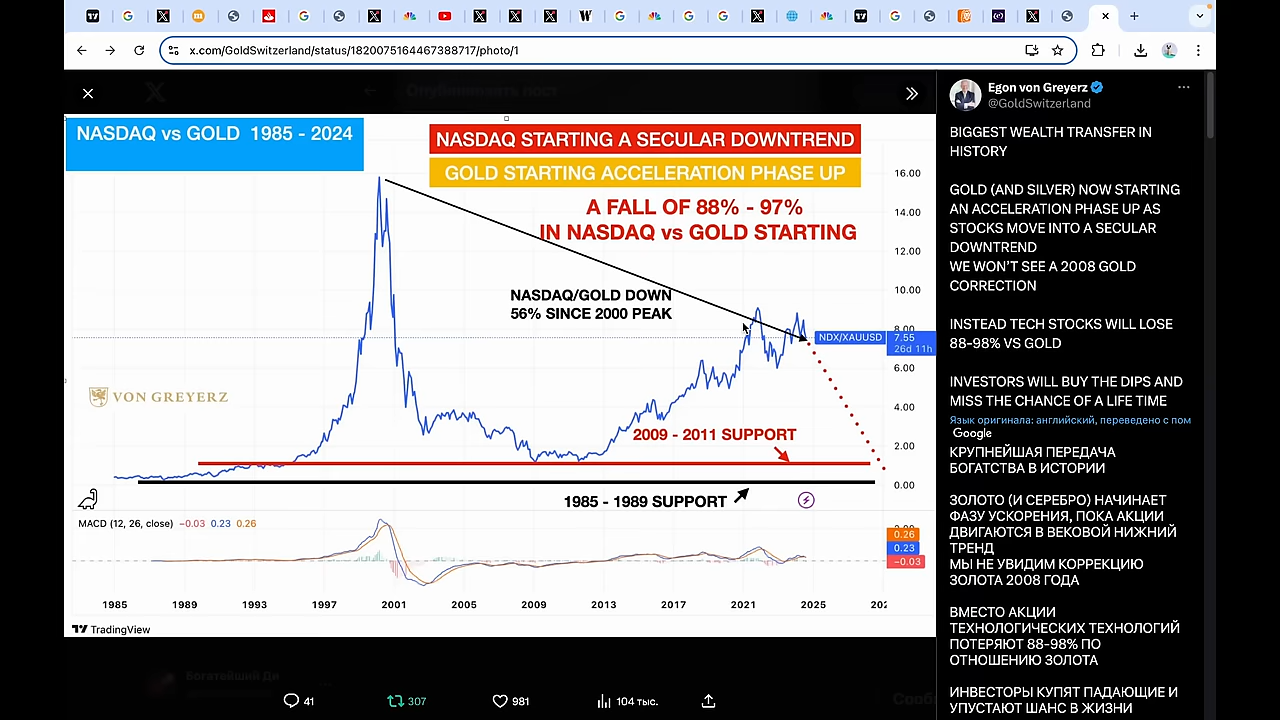 x.com/GoldSwitzerland/status/1820075164467388717/photo/1
Опубликовать пост
NASDAQ vs GOLD 1985 - 2024
NASDAQ STARTING A SECULAR DOWNTREND
GOLD STARTING ACCELERATION PHASE UP
A FALL OF 88% - 97%
IN NASDAQ vs GOLD STARTING
NASDAQ/GOLD DOWN
56% SINCE 2000 PEAK
16.00
14.00
12.00
10.00
8.00
NDX/XAUUSD 7.55
26d 11h
6.00
4.00
2.00
0.00
VON GREYERZ
2009 - 2011 SUPPORT
1985 - 1989 SUPPORT
MACD (12, 26, close) −0.03 0.23 0.26
0.26
0.23
−0.03
1985 1989 1993 1997 2001 2005 2009 2013 2017 2021 2025
TradingView
Богатейший Ди
41 307 981 104 тыс.
Egon von Greyerz
@GoldSwitzerland
BIGGEST WEALTH TRANSFER IN
HISTORY
GOLD (AND SILVER) NOW STARTING
AN ACCELERATION PHASE UP AS
STOCKS MOVE INTO A SECULAR
DOWNTREND
WE WON'T SEE A 2008 GOLD
CORRECTION
INSTEAD TECH STOCKS WILL LOSE
88-98% VS GOLD
INVESTORS WILL BUY THE DIPS AND
MISS THE CHANCE OF A LIFE TIME
Язык оригинала: английский, переведено с пом
Google
КРУПНЕЙШАЯ ПЕРЕДАЧА
БОГАТСТВА В ИСТОРИИ
ЗОЛОТО (И СЕРЕБРО) НАЧИНАЕТ
ФАЗУ УСКОРЕНИЯ, ПОКА АКЦИИ
ДВИГАЮТСЯ В ВЕКОВОЙ НИЖНИЙ
ТРЕНД
МЫ НЕ УВИДИМ КОРРЕКЦИЮ
ЗОЛОТА 2008 ГОДА
ВМЕСТО АКЦИИ
ТЕХНОЛОГИЧЕСКИХ ТЕХНОЛОГИЙ
ПОТЕРЯЮТ 88-98% ПО
ОТНОШЕНИЮ ЗОЛОТА
ИНВЕСТОРЫ КУПЯТ ПАДАЮЩИЕ И
УПУСТАЮТ ШАНС В ЖИЗНИ